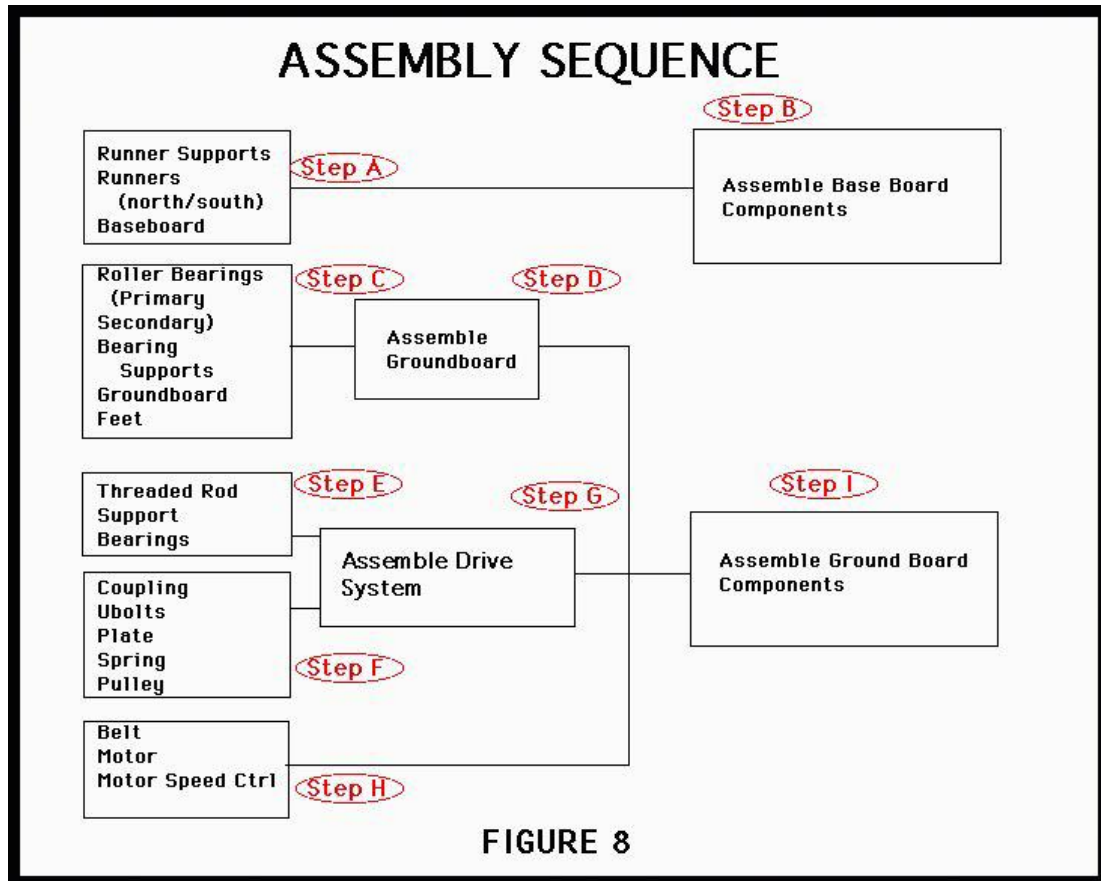 ASSEMBLY SEQUENCE
Step B
Runner Supports
Runners
(north/south)
Baseboard
Step A
Assemble Base Board
Components
Roller Bearings
(Primary
Secondary)
Bearing
Supports
Groundboard
Feet
Step C
Step D
Assemble
Groundboard
Threaded Rod
Support
Bearings
Step E
Step G
Step I
Assemble Drive
System
Assemble Ground Board
Components
Coupling
Ubolts
Plate
Spring
Pulley
Step F
Belt
Motor
Motor Speed Ctrl
Step H
FIGURE 8